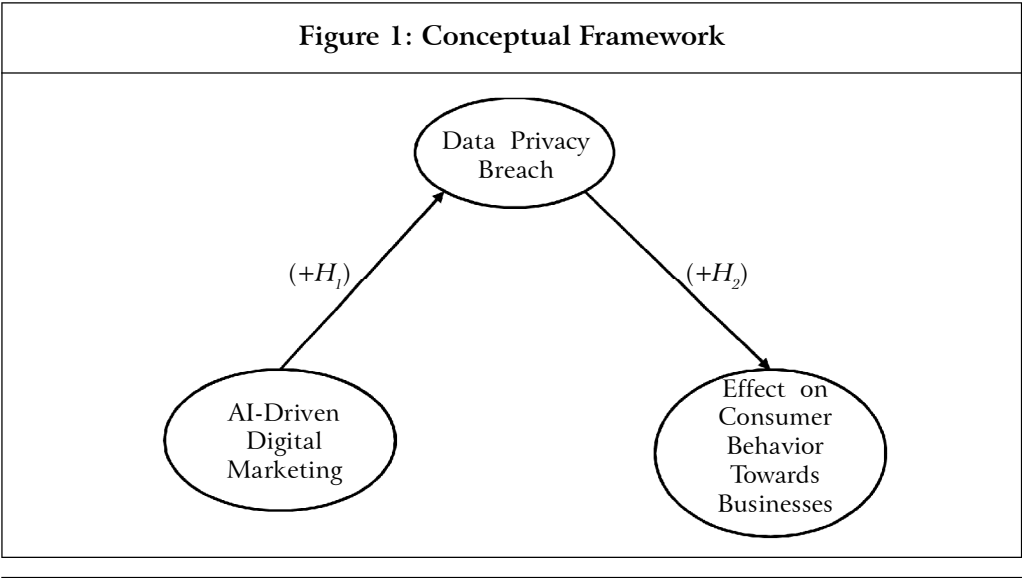 Figure 1: Conceptual Framework
Data Privacy
Breach
(+H₁)
(+H₂)
AI-Driven
Digital
Marketing
Effect on
Consumer
Behavior
Towards
Businesses